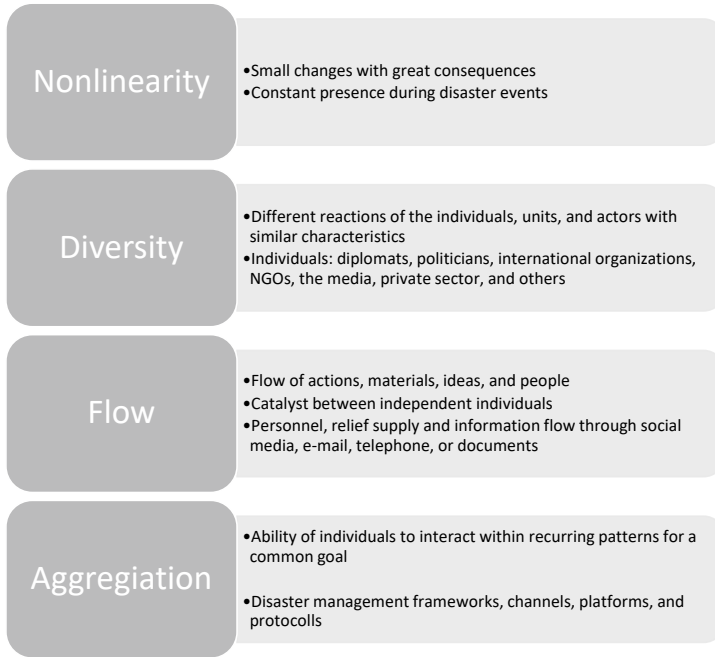 Nonlinearity
•Small changes with great consequences
•Constant presence during disaster events
Diversity
•Different reactions of the individuals, units, and actors with
similar characteristics
•Individuals: diplomats, politicians, international organizations,
NGOs, the media, private sector, and others
Flow
•Flow of actions, materials, ideas, and people
•Catalyst between independent individuals
•Personnel, relief supply and information flow through social
media, e-mail, telephone, or documents
Aggregiation
•Ability of individuals to interact within recurring patterns for a
common goal
•Disaster management frameworks, channels, platforms, and
protocolls